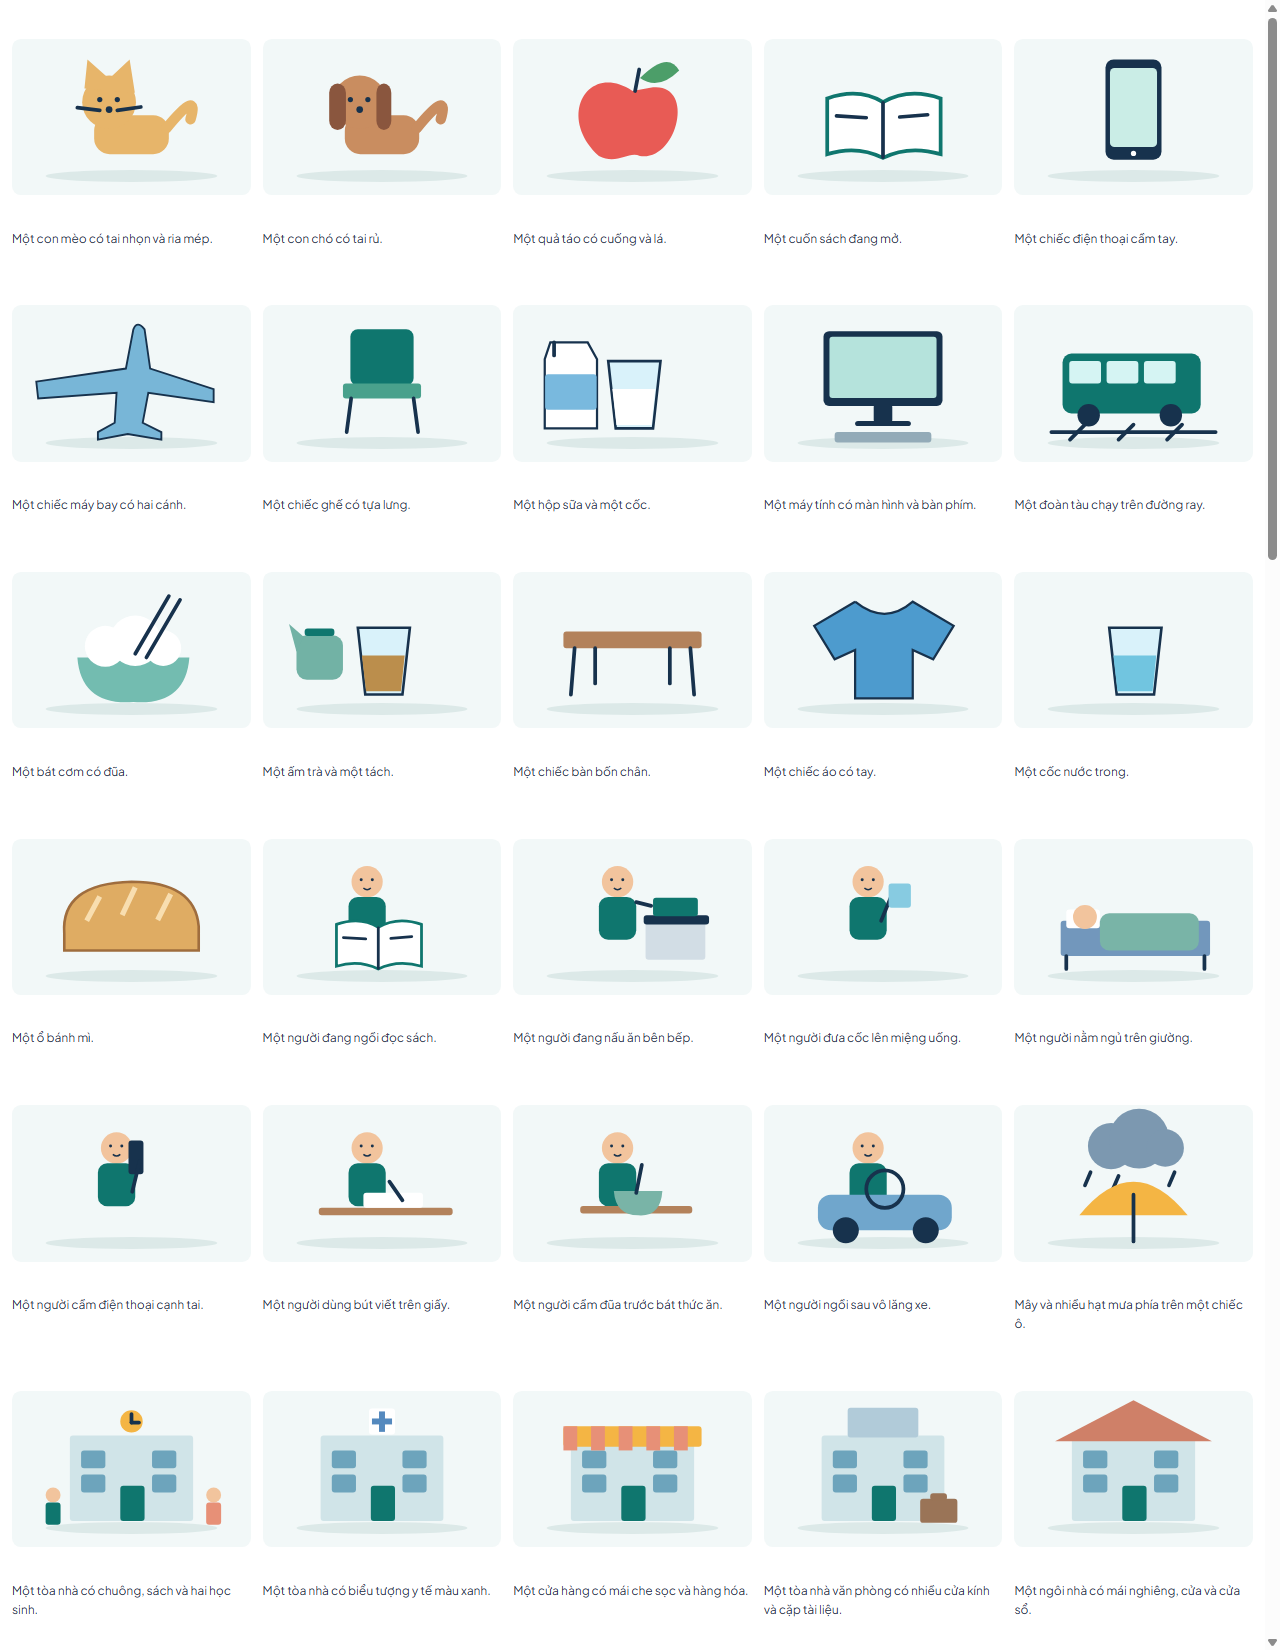 Một con mèo có tai nhọn và ria mép.
Một con chó có tai rủ.
Một quả táo có cuống và lá.
Một cuốn sách đang mở.
Một chiếc điện thoại cầm tay.
Một chiếc máy bay có hai cánh.
Một chiếc ghế có tựa lưng.
Một hộp sữa và một cốc.
Một máy tính có màn hình và bàn phím.
Một đoàn tàu chạy trên đường ray.
Một bát cơm có đũa.
Một ấm trà và một tách.
Một chiếc bàn bốn chân.
Một chiếc áo có tay.
Một cốc nước trong.
Một ổ bánh mì.
Một người đang ngồi đọc sách.
Một người đang nấu ăn bên bếp.
Một người đưa cốc lên miệng uống.
Một người nằm ngủ trên giường.
Một người cầm điện thoại cạnh tai.
Một người dùng bút viết trên giấy.
Một người cầm đũa trước bát thức ăn.
Một người ngồi sau vô lăng xe.
Mây và nhiều hạt mưa phía trên một chiếc
ô.
Một tòa nhà có chuông, sách và hai học
sinh.
Một tòa nhà có biểu tượng y tế màu xanh.
Một cửa hàng có mái che sọc và hàng hóa.
Một tòa nhà văn phòng có nhiều cửa kính
và cặp tài liệu.
Một ngôi nhà có mái nghiêng, cửa và cửa
sổ.